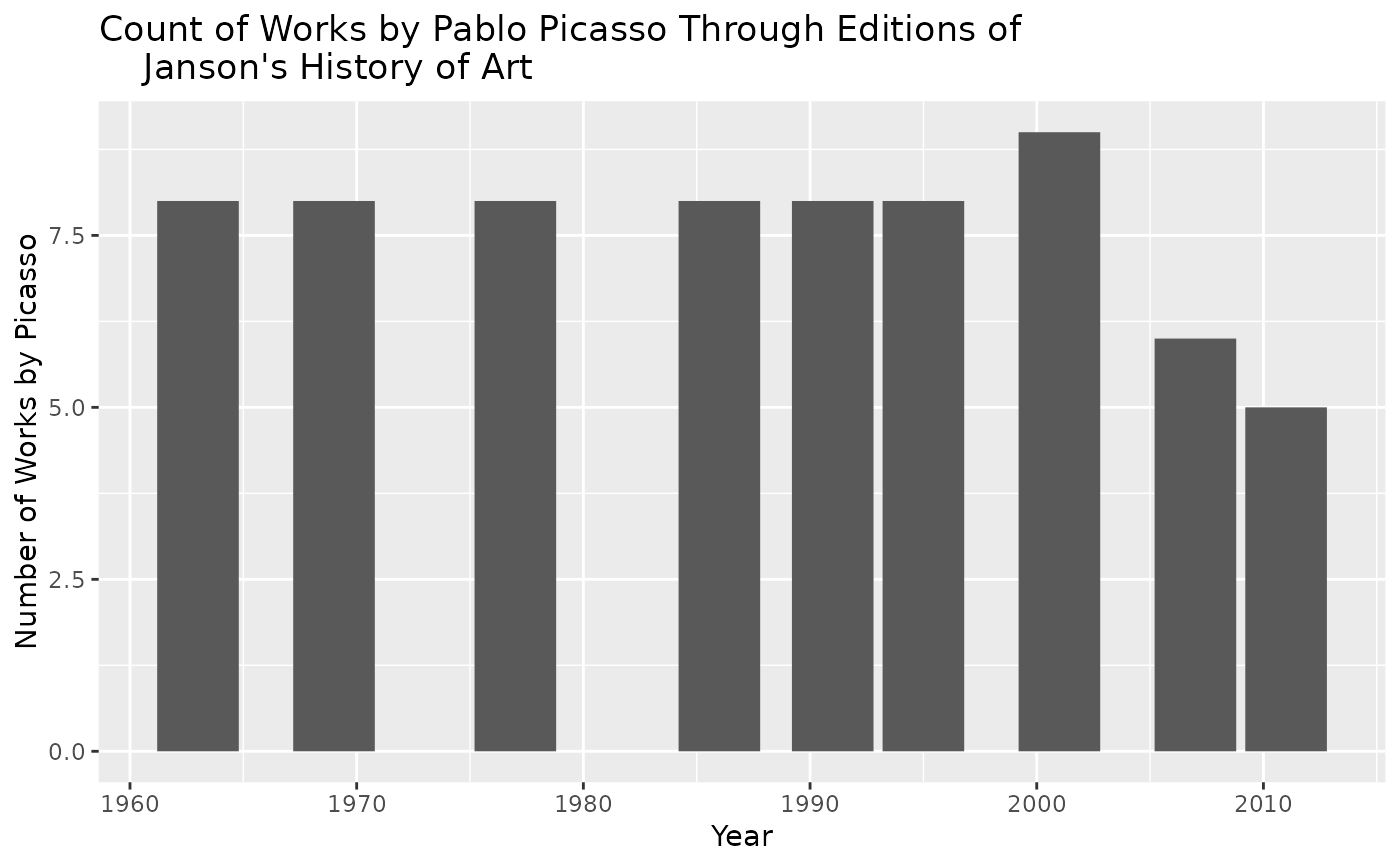 Count of Works by Pablo Picasso Through Editions of
Janson's History of Art
Number of Works by Picasso
7.5
5.0
2.5
0.0
1960 1970 1980 1990 2000 2010
Year